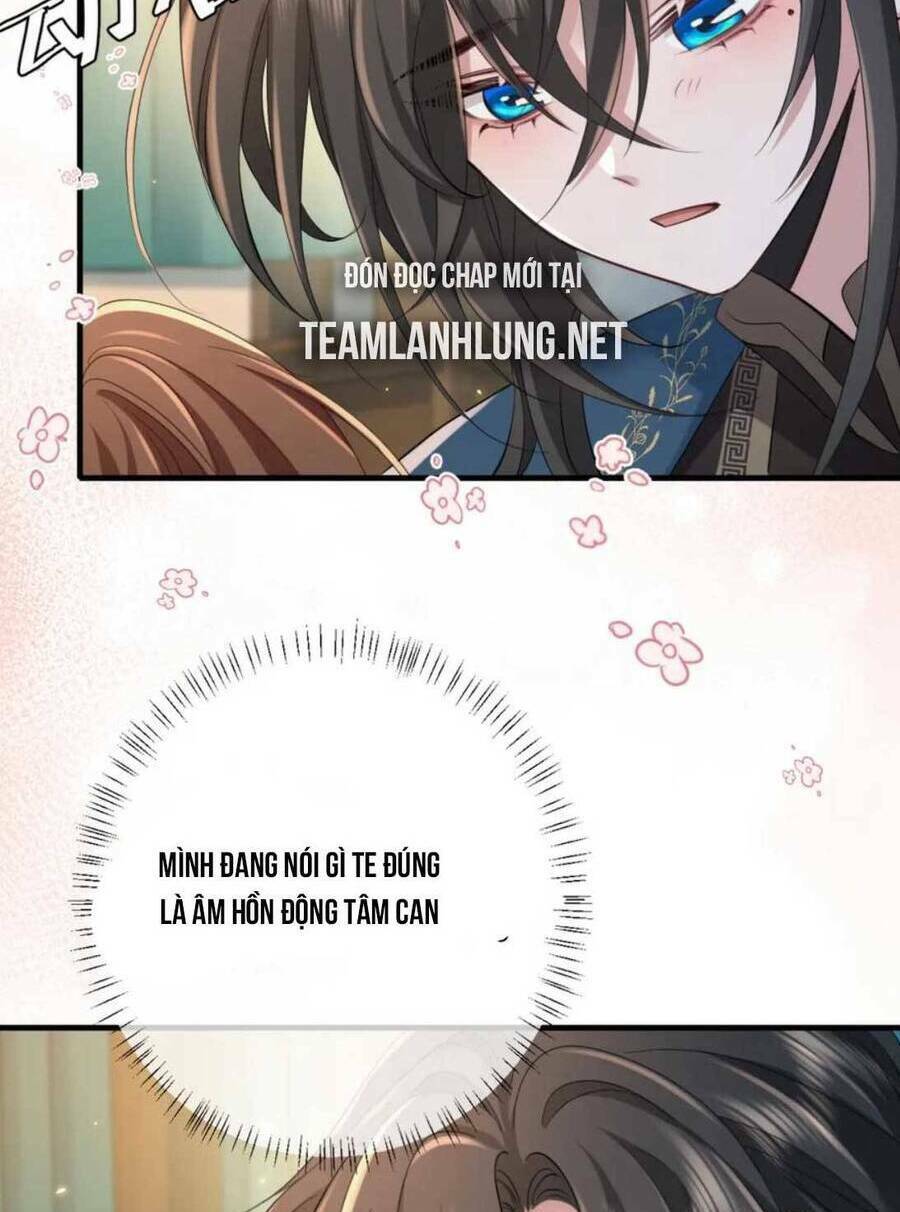 ĐÓN ĐỌC CHAP MỚI TẠI
TEAMLANHLUNG.NET
MÌNH ĐANG NÓI GÌ TE ĐÚNG
LÀ ÂM HỒN ĐỘNG TÂM CAN